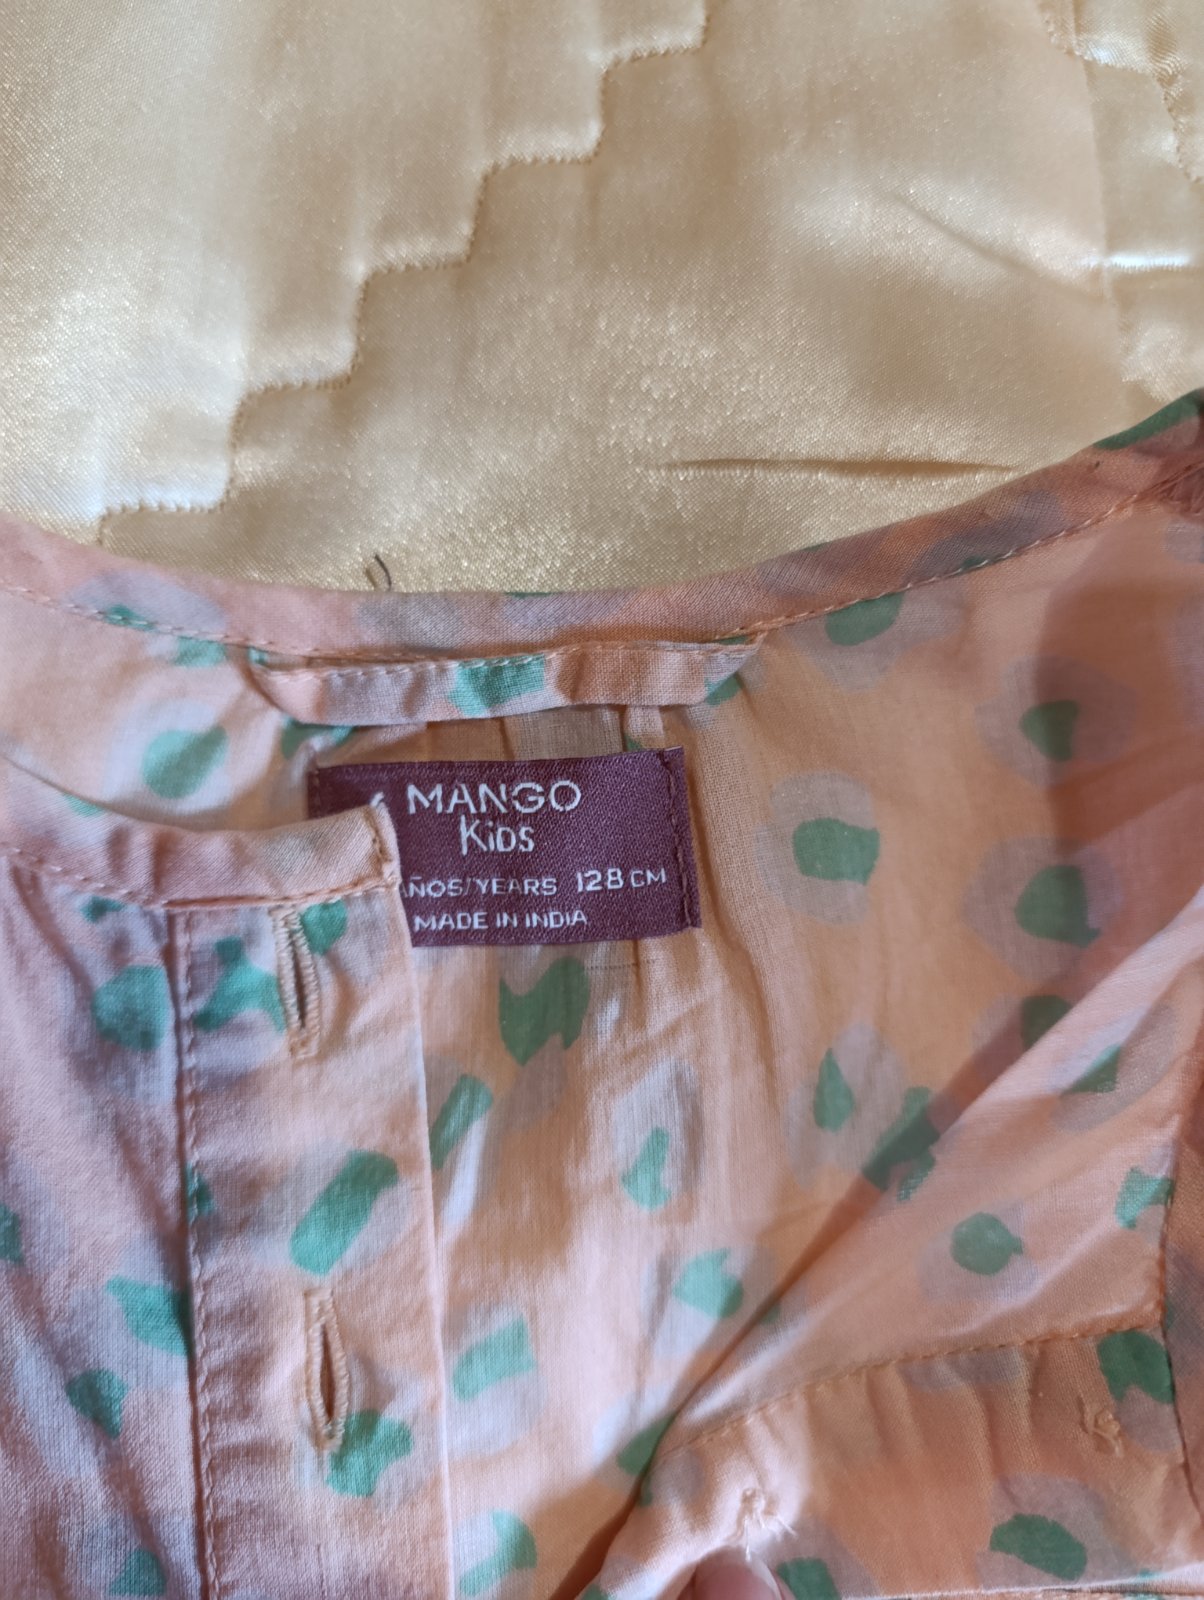 MANGO
Kids
AÑOS/YEARS 128 CM
MADE IN INDIA